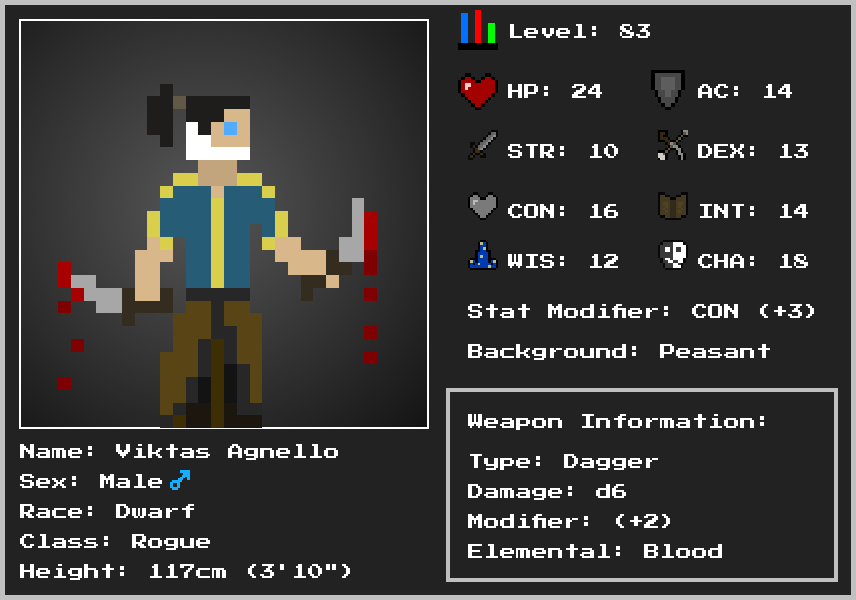 Level: 83
HP: 24 AC: 14
STR: 10 DEX: 13
CON: 16 INT: 14
WIS: 12 CHA: 18
Stat Modifier: CON (+3)
Background: Peasant
Weapon Information:
Type: Dagger
Damage: d6
Modifier: (+2)
Elemental: Blood
Name: Viktas Agnello
Sex: Male ♂
Race: Dwarf
Class: Rogue
Height: 117cm (3'10")